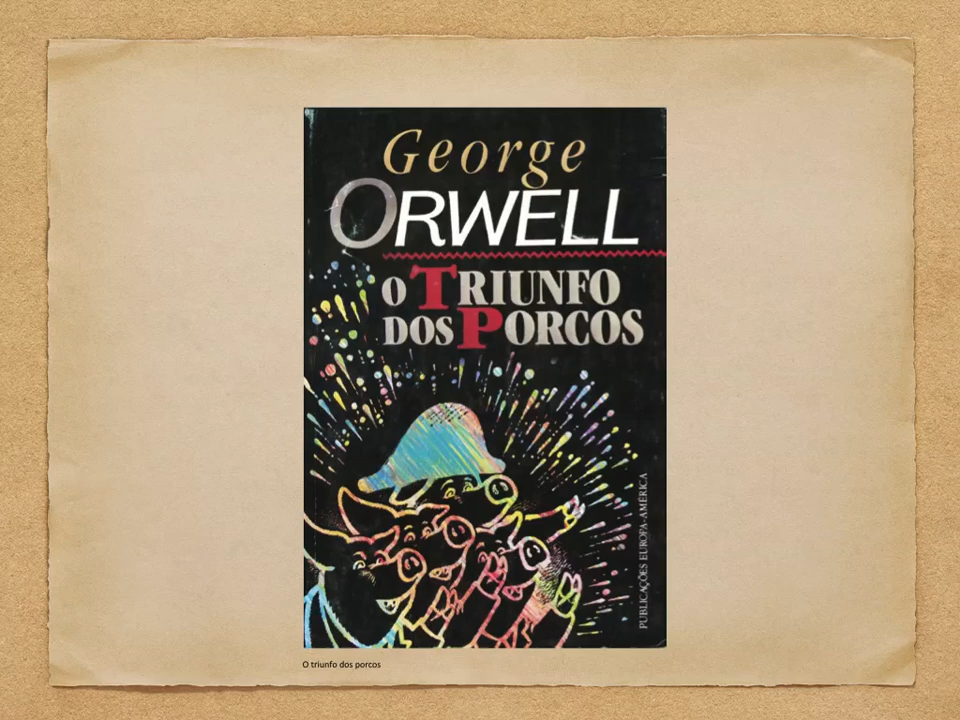 George
ORWELL
O TRIUNFO
DOS PORCOS
PUBLICAÇÕES EUROPA-AMÉRICA
O triunfo dos porcos